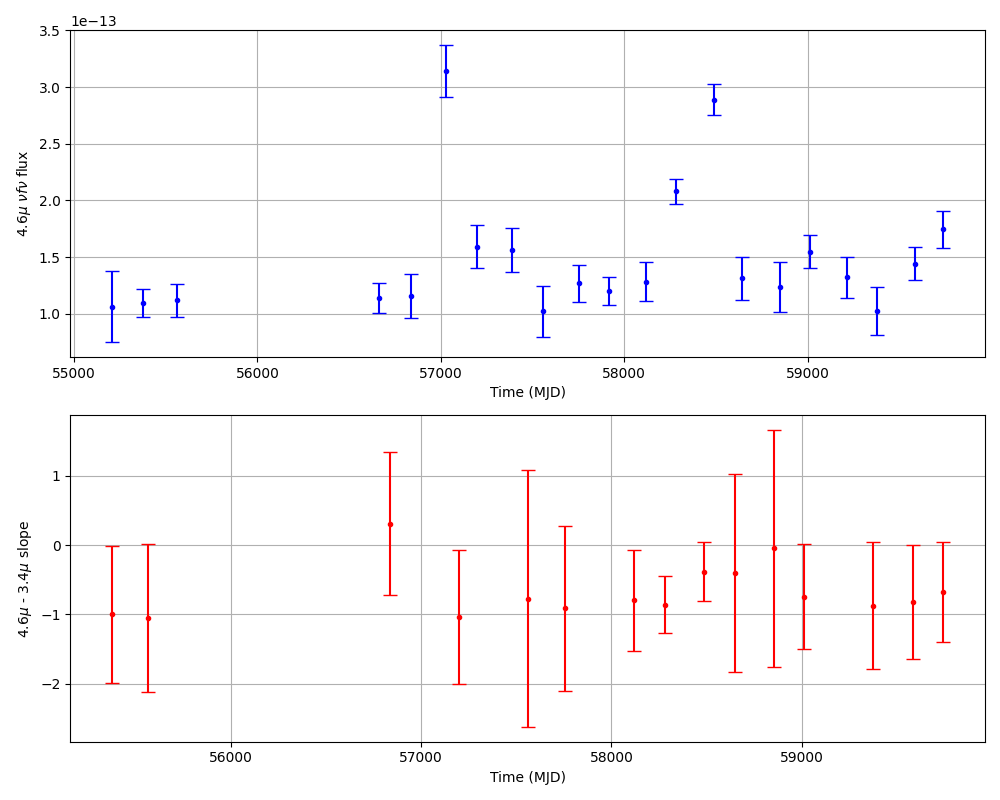 1e−13
3.5
3.0
2.5
2.0
1.5
1.0
4.6μ νfν flux
55000 56000 57000 58000 59000
Time (MJD)
1
0
−1
−2
4.6μ - 3.4μ slope
56000 57000 58000 59000
Time (MJD)